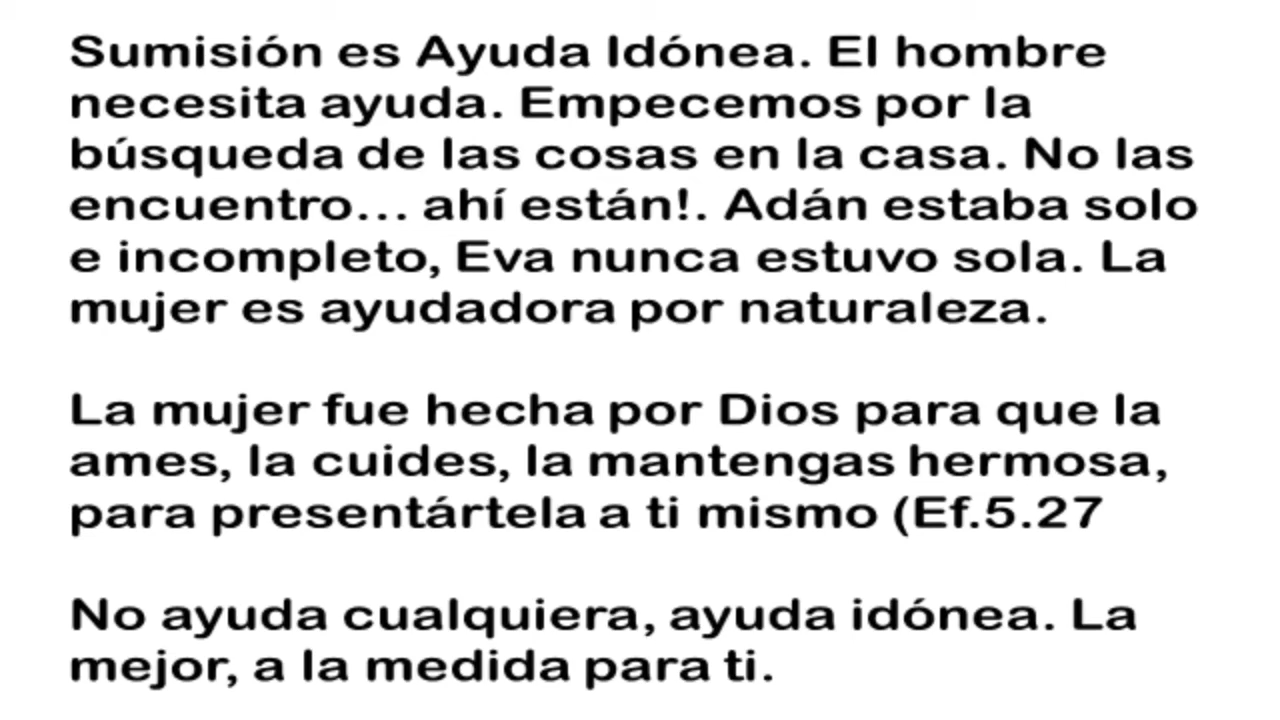 Sumisión es Ayuda Idónea. El hombre
necesita ayuda. Empecemos por la
búsqueda de las cosas en la casa. No las
encuentro... ahí están!. Adán estaba solo
e incompleto, Eva nunca estuvo sola. La
mujer es ayudadora por naturaleza.
La mujer fue hecha por Dios para que la
ames, la cuides, la mantengas hermosa,
para presentártela a ti mismo (Ef.5.27
No ayuda cualquiera, ayuda idónea. La
mejor, a la medida para ti.